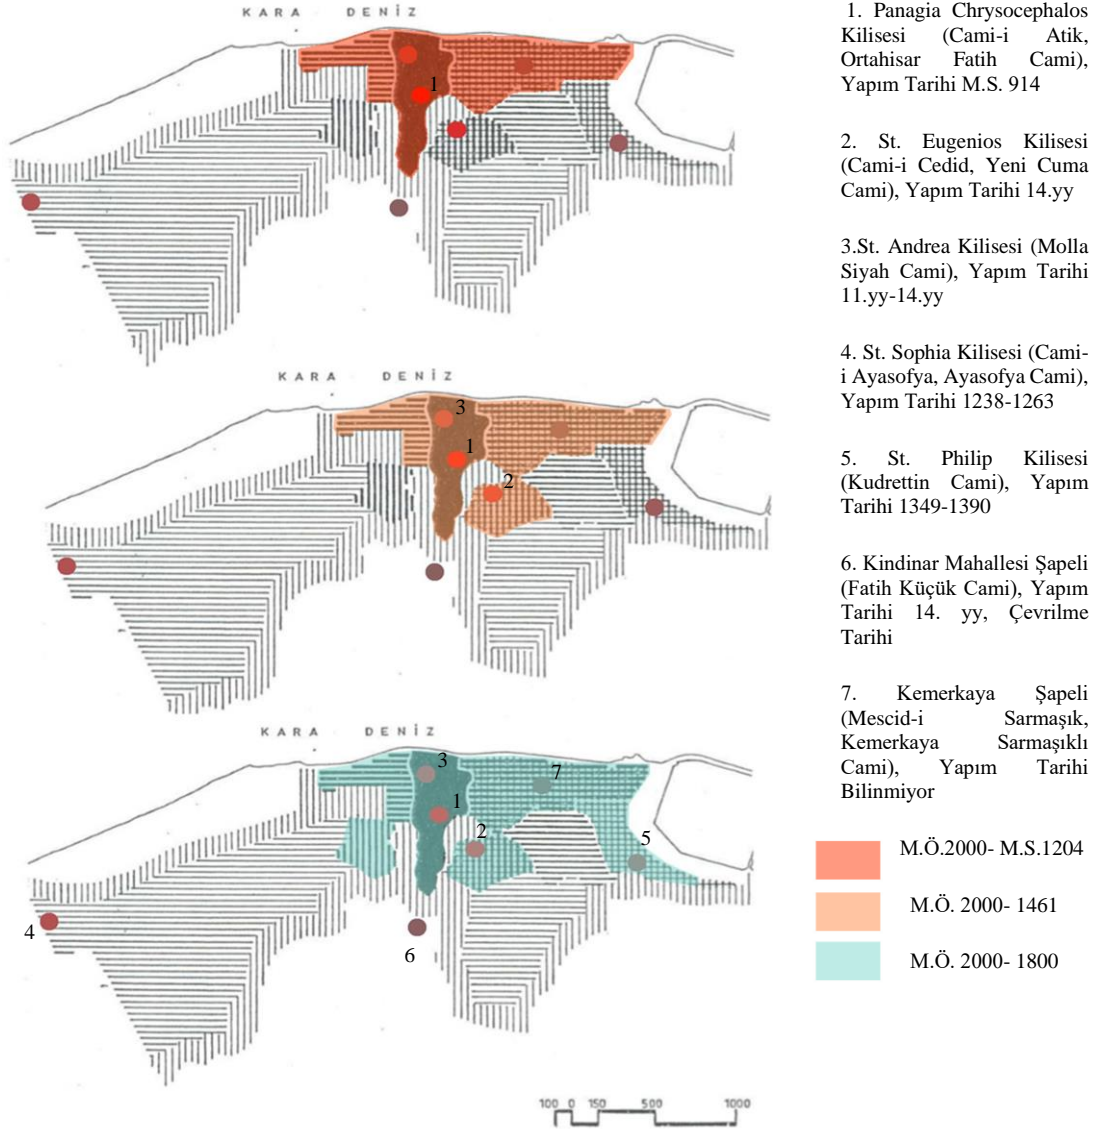 KARA DENİZ
1
KARA DENİZ
3
1
2
KARA DENİZ
3
7
1
2
5
4
6
100 0 150 500 1000
1. Panagia Chrysocephalos
Kilisesi (Cami-i Atik,
Ortahisar Fatih Cami),
Yapım Tarihi M.S. 914
2. St. Eugenios Kilisesi
(Cami-i Cedid, Yeni Cuma
Cami), Yapım Tarihi 14.yy
3.St. Andrea Kilisesi (Molla
Siyah Cami), Yapım Tarihi
11.yy-14.yy
4. St. Sophia Kilisesi (Cami-
i Ayasofya, Ayasofya Cami),
Yapım Tarihi 1238-1263
5. St. Philip Kilisesi
(Kudrettin Cami), Yapım
Tarihi 1349-1390
6. Kindinar Mahallesi Şapeli
(Fatih Küçük Cami), Yapım
Tarihi 14. yy, Çevrilme
Tarihi
7. Kemerkaya Şapeli
(Mescid-i Sarmaşık,
Kemerkaya Sarmaşıklı
Cami), Yapım Tarihi
Bilinmiyor
M.Ö.2000- M.S.1204
M.Ö. 2000- 1461
M.Ö. 2000- 1800